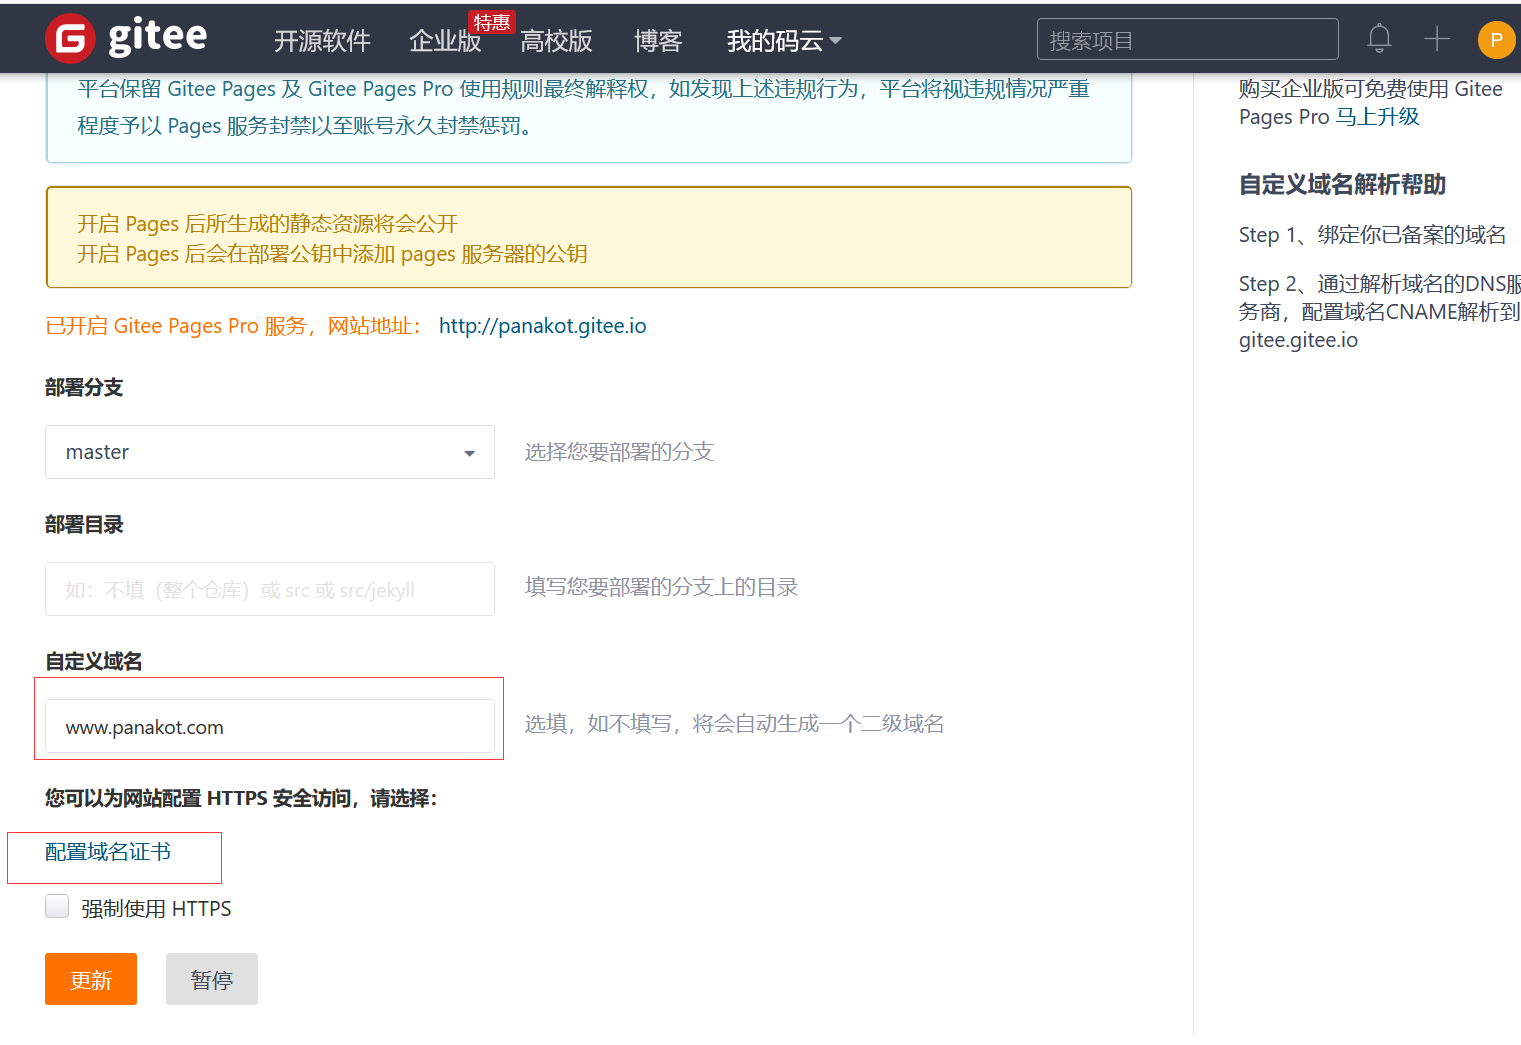 gitee
开源软件
企业版
特惠
高校版
博客
我的码云
搜索项目
P
平台保留 Gitee Pages 及 Gitee Pages Pro 使用规则最终解释权，如发现上述违规行为，平台将视违规情况严重
程度予以 Pages 服务封禁以至账号永久封禁惩罚。
开启 Pages 后所生成的静态资源将会公开
开启 Pages 后会在部署公钥中添加 pages 服务器的公钥
已开启 Gitee Pages Pro 服务，网站地址： http://panakot.gitee.io
部署分支
master
选择您要部署的分支
部署目录
如：不填（整个仓库）或 src 或 src/jekyll
填写您要部署的分支上的目录
自定义域名
www.panakot.com
选填，如不填写，将会自动生成一个二级域名
您可以为网站配置 HTTPS 安全访问，请选择：
配置域名证书
强制使用 HTTPS
更新
暂停
购买企业版可免费使用 Gitee
Pages Pro 马上升级
自定义域名解析帮助
Step 1、绑定你已备案的域名
Step 2、通过解析域名的DNS服
务商，配置域名CNAME解析到
gitee.gitee.io